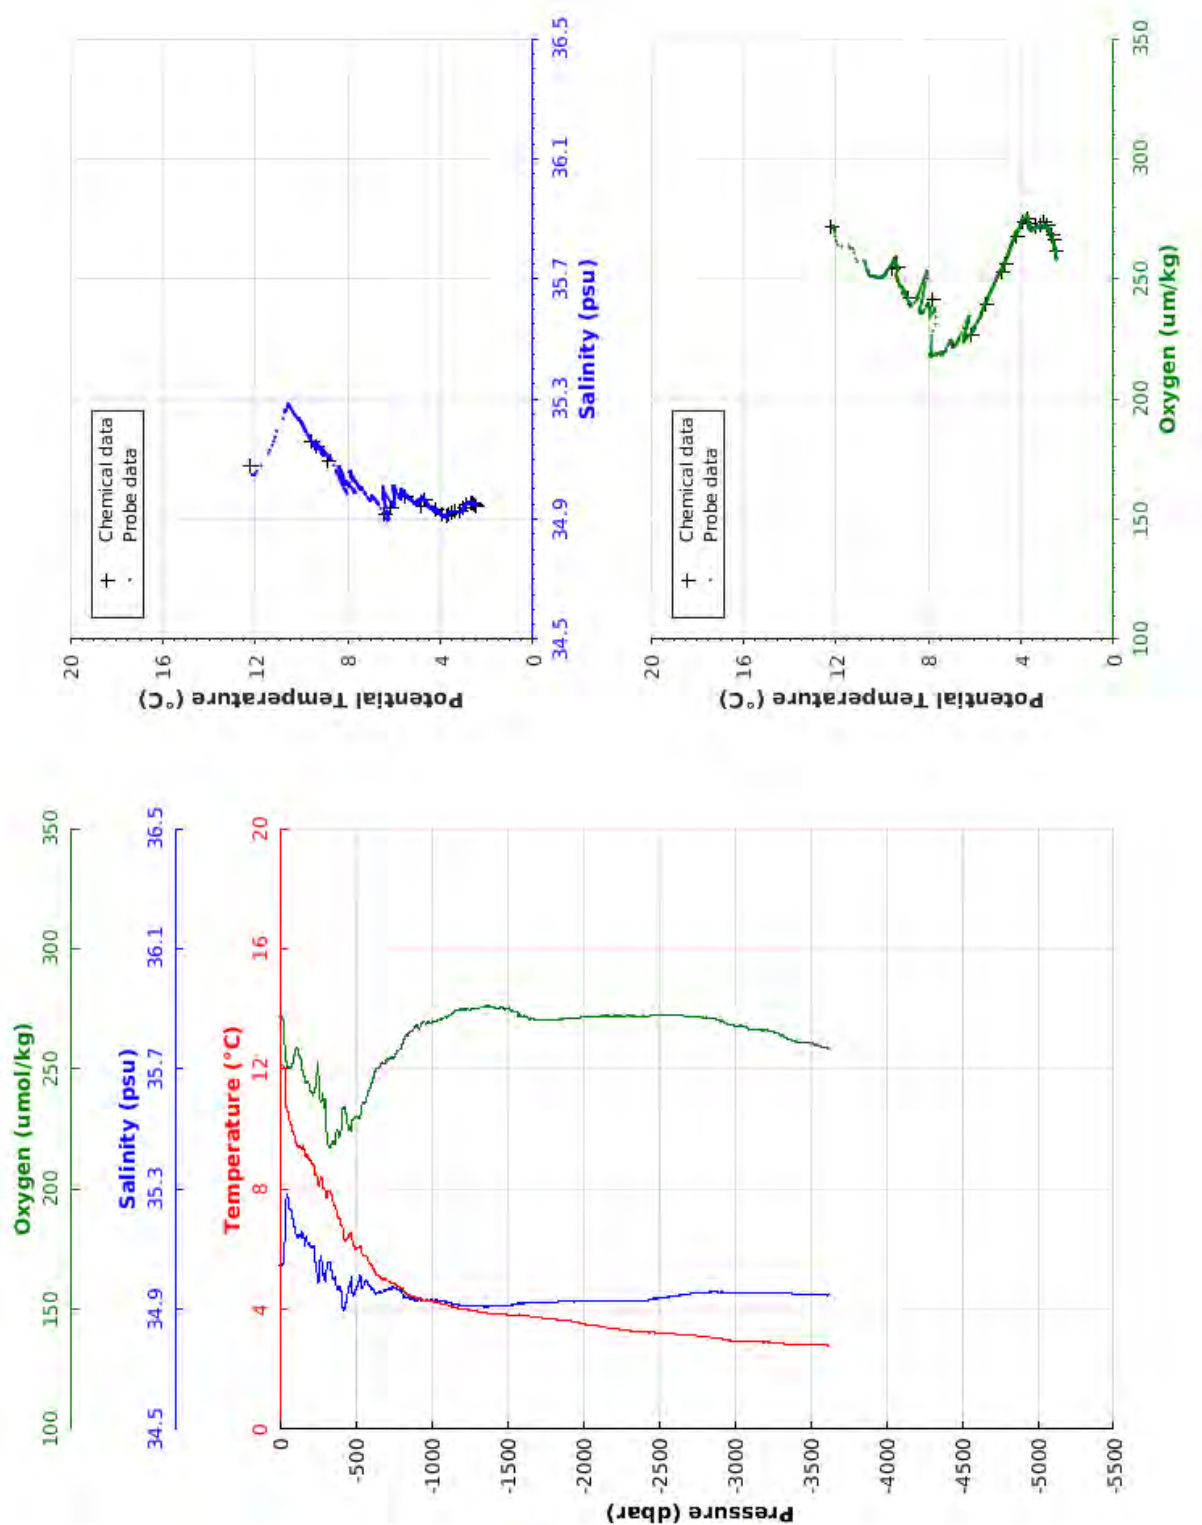 Oxygen (umol/kg)
100 150 200 250 300 350
Salinity (psu)
34.5 34.9 35.3 35.7 36.1 36.5
Temperature (°C)
0 4 8 12 16 20
0
-500
-1000
-1500
-2000
-2500
-3000
-3500
-4000
-4500
-5000
-5500
Pressure (dbar)
Potential Temperature (°C)
20
16
12
8
4
0
+ Chemical data
. Probe data
34.5 34.9 35.3 35.7 36.1 36.5
Salinity (psu)
Potential Temperature (°C)
20
16
12
8
4
0
+ Chemical data
. Probe data
100 150 200 250 300 350
Oxygen (um/kg)